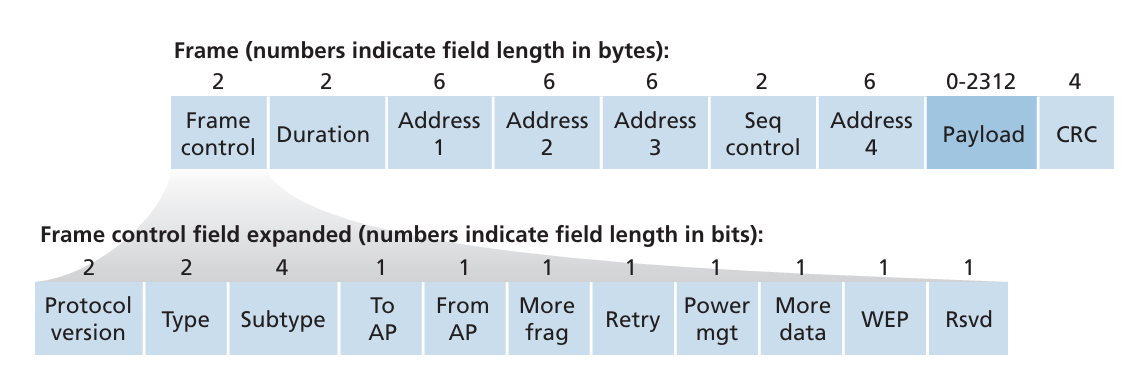 Frame (numbers indicate field length in bytes):
2 2 6 6 6 2 6 0-2312 4
Frame control
Duration
Address 1
Address 2
Address 3
Seq control
Address 4
Payload
CRC
Frame control field expanded (numbers indicate field length in bits):
2 2 4 1 1 1 1 1 1 1 1
Protocol version
Type
Subtype
To AP
From AP
More frag
Retry
Power mgt
More data
WEP
Rsvd